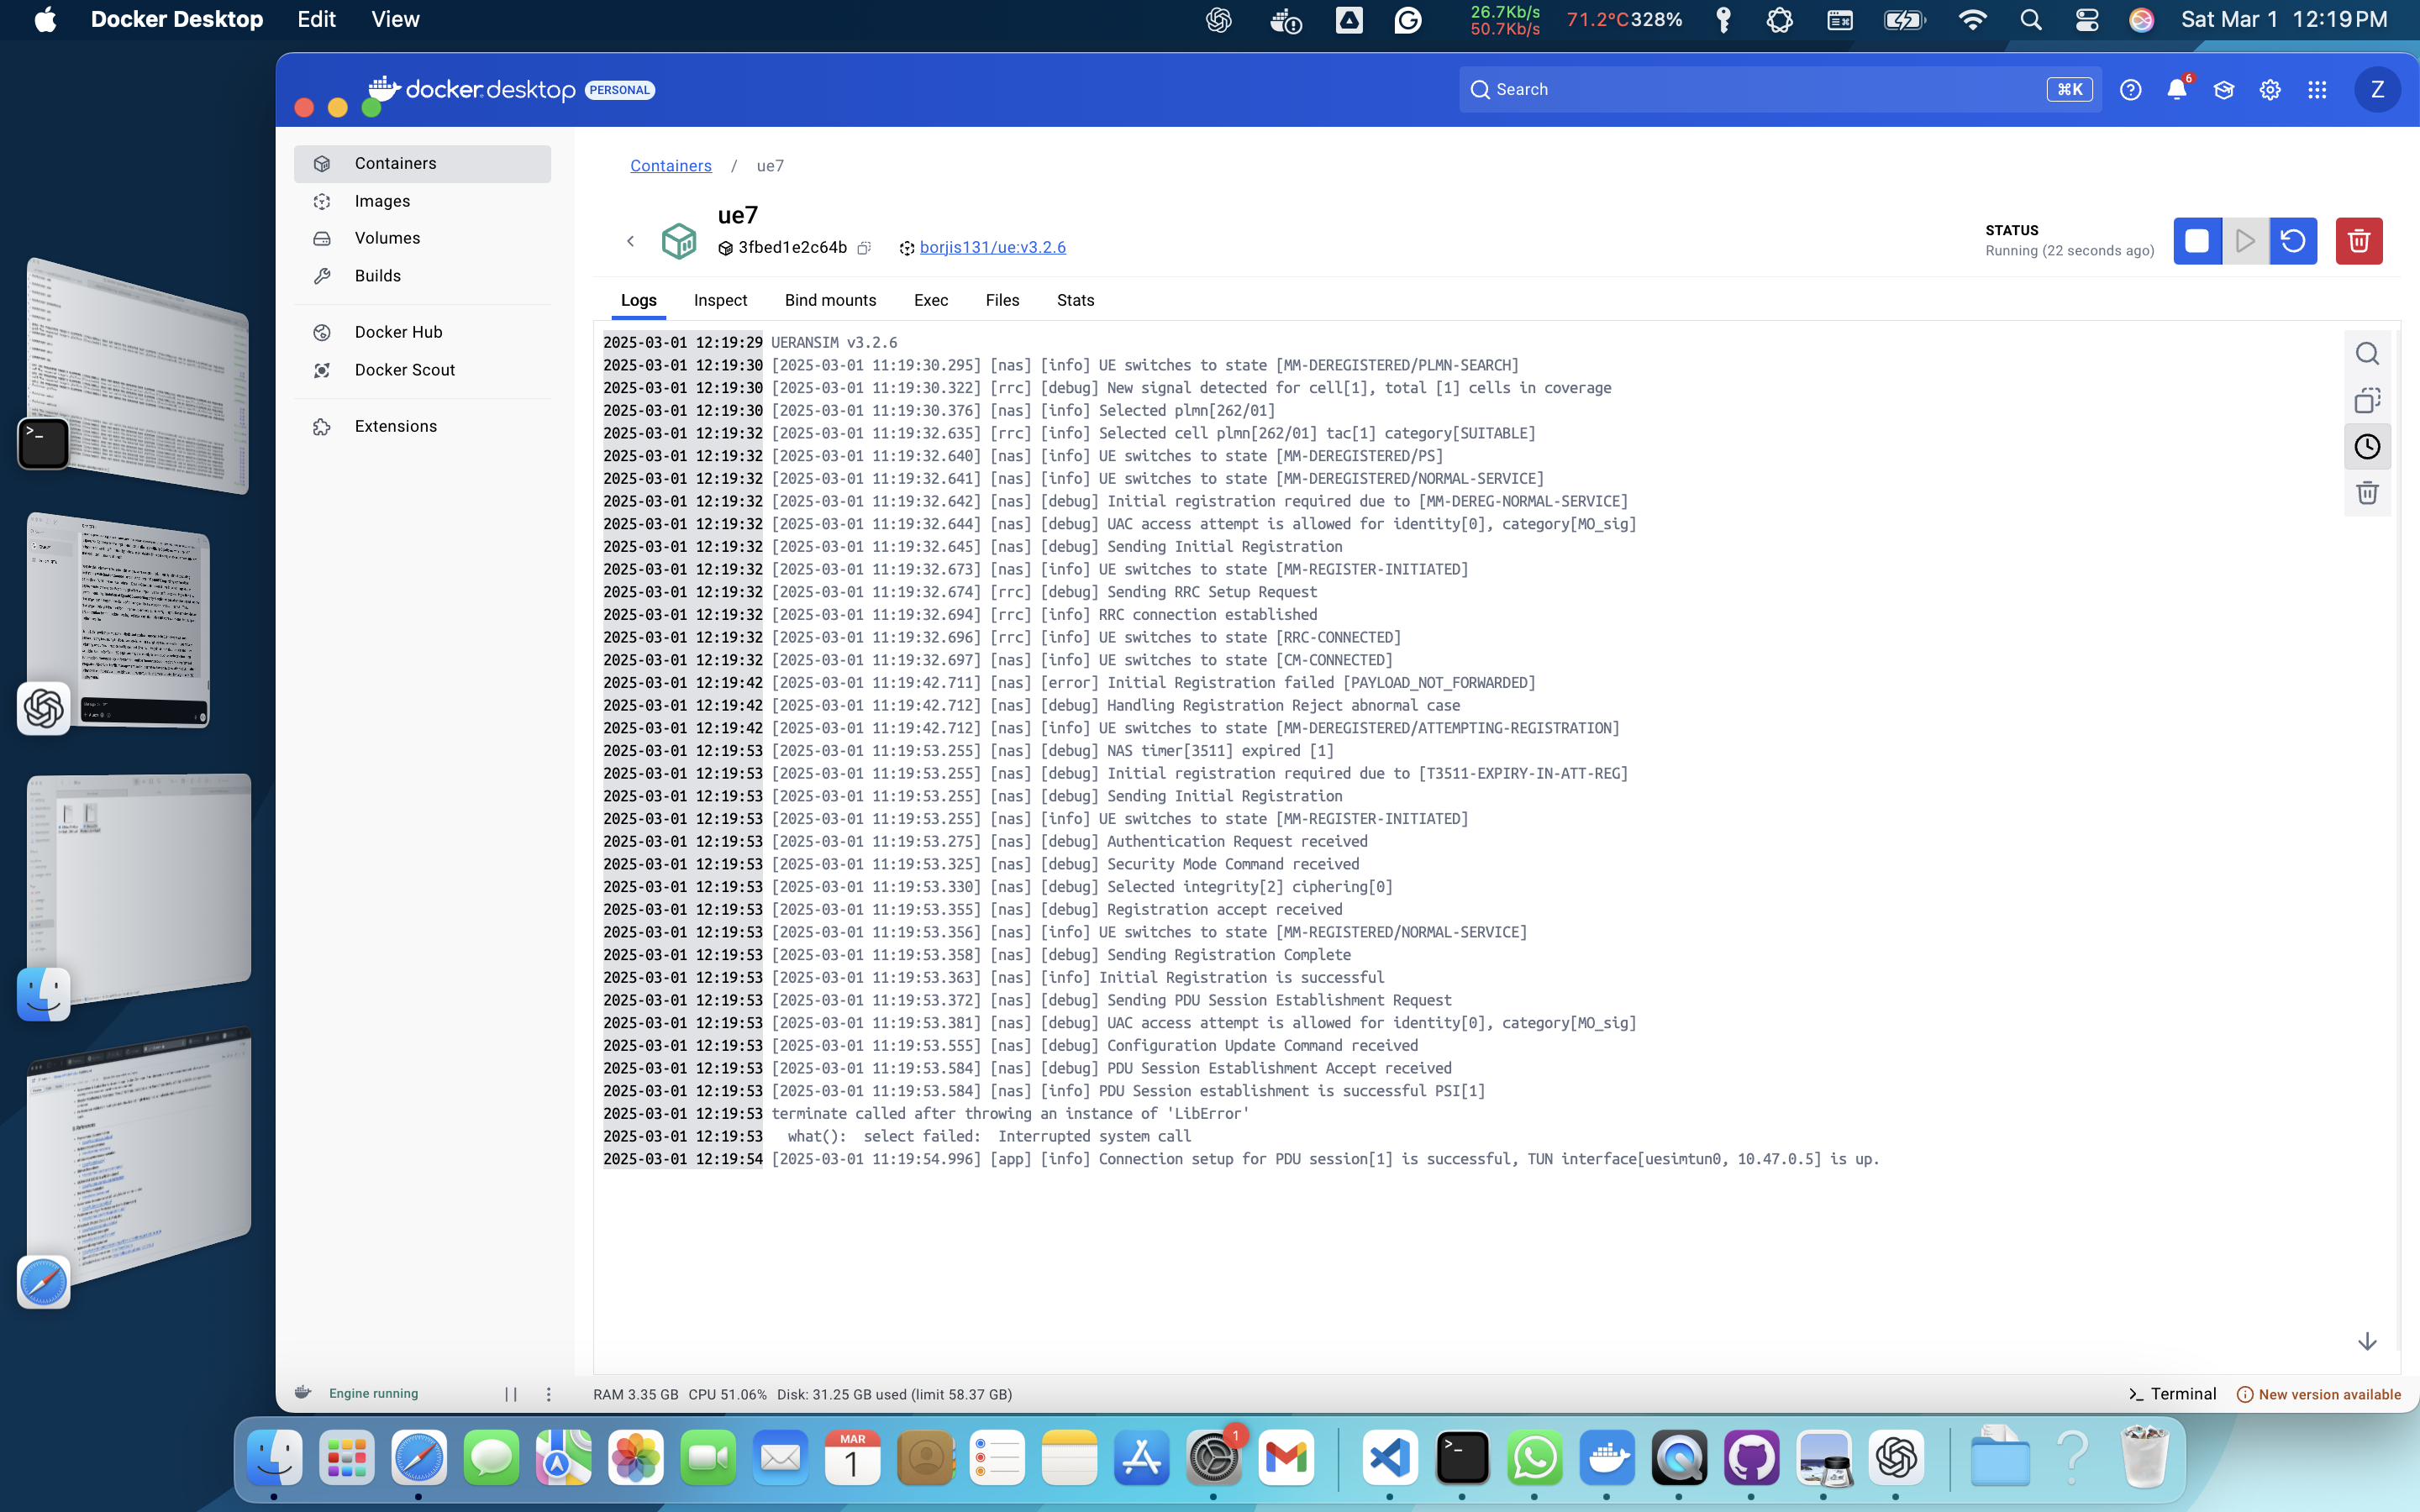 Docker Desktop Edit View
26.7Kb/s
50.7Kb/s
71.2°C328%
Sat Mar 1 12:19 PM
docker desktop PERSONAL
Search
⌘K
6
Z
Containers
Images
Volumes
Builds
Docker Hub
Docker Scout
Extensions
Containers / ue7
ue7
3fbed1e2c64b borjis131/ue:v3.2.6
STATUS
Running (22 seconds ago)
Logs Inspect Bind mounts Exec Files Stats
2025-03-01 12:19:29 UERANSIM v3.2.6
2025-03-01 12:19:30 [2025-03-01 11:19:30.295] [nas] [info] UE switches to state [MM-DEREGISTERED/PLMN-SEARCH]
2025-03-01 12:19:30 [2025-03-01 11:19:30.322] [rrc] [debug] New signal detected for cell[1], total [1] cells in coverage
2025-03-01 12:19:30 [2025-03-01 11:19:30.376] [nas] [info] Selected plmn[262/01]
2025-03-01 12:19:32 [2025-03-01 11:19:32.635] [rrc] [info] Selected cell plmn[262/01] tac[1] category[SUITABLE]
2025-03-01 12:19:32 [2025-03-01 11:19:32.640] [nas] [info] UE switches to state [MM-DEREGISTERED/PS]
2025-03-01 12:19:32 [2025-03-01 11:19:32.641] [nas] [info] UE switches to state [MM-DEREGISTERED/NORMAL-SERVICE]
2025-03-01 12:19:32 [2025-03-01 11:19:32.642] [nas] [debug] Initial registration required due to [MM-DEREG-NORMAL-SERVICE]
2025-03-01 12:19:32 [2025-03-01 11:19:32.644] [nas] [debug] UAC access attempt is allowed for identity[0], category[MO_sig]
2025-03-01 12:19:32 [2025-03-01 11:19:32.645] [nas] [debug] Sending Initial Registration
2025-03-01 12:19:32 [2025-03-01 11:19:32.673] [nas] [info] UE switches to state [MM-REGISTER-INITIATED]
2025-03-01 12:19:32 [2025-03-01 11:19:32.674] [rrc] [debug] Sending RRC Setup Request
2025-03-01 12:19:32 [2025-03-01 11:19:32.694] [rrc] [info] RRC connection established
2025-03-01 12:19:32 [2025-03-01 11:19:32.696] [rrc] [info] UE switches to state [RRC-CONNECTED]
2025-03-01 12:19:32 [2025-03-01 11:19:32.697] [nas] [info] UE switches to state [CM-CONNECTED]
2025-03-01 12:19:42 [2025-03-01 11:19:42.711] [nas] [error] Initial Registration failed [PAYLOAD_NOT_FORWARDED]
2025-03-01 12:19:42 [2025-03-01 11:19:42.712] [nas] [debug] Handling Registration Reject abnormal case
2025-03-01 12:19:42 [2025-03-01 11:19:42.712] [nas] [info] UE switches to state [MM-DEREGISTERED/ATTEMPTING-REGISTRATION]
2025-03-01 12:19:53 [2025-03-01 11:19:53.255] [nas] [debug] NAS timer[3511] expired [1]
2025-03-01 12:19:53 [2025-03-01 11:19:53.255] [nas] [debug] Initial registration required due to [T3511-EXPIRY-IN-ATT-REG]
2025-03-01 12:19:53 [2025-03-01 11:19:53.255] [nas] [debug] Sending Initial Registration
2025-03-01 12:19:53 [2025-03-01 11:19:53.255] [nas] [info] UE switches to state [MM-REGISTER-INITIATED]
2025-03-01 12:19:53 [2025-03-01 11:19:53.275] [nas] [debug] Authentication Request received
2025-03-01 12:19:53 [2025-03-01 11:19:53.325] [nas] [debug] Security Mode Command received
2025-03-01 12:19:53 [2025-03-01 11:19:53.330] [nas] [debug] Selected integrity[2] ciphering[0]
2025-03-01 12:19:53 [2025-03-01 11:19:53.355] [nas] [debug] Registration accept received
2025-03-01 12:19:53 [2025-03-01 11:19:53.356] [nas] [info] UE switches to state [MM-REGISTERED/NORMAL-SERVICE]
2025-03-01 12:19:53 [2025-03-01 11:19:53.358] [nas] [debug] Sending Registration Complete
2025-03-01 12:19:53 [2025-03-01 11:19:53.363] [nas] [info] Initial Registration is successful
2025-03-01 12:19:53 [2025-03-01 11:19:53.372] [nas] [debug] Sending PDU Session Establishment Request
2025-03-01 12:19:53 [2025-03-01 11:19:53.381] [nas] [debug] UAC access attempt is allowed for identity[0], category[MO_sig]
2025-03-01 12:19:53 [2025-03-01 11:19:53.555] [nas] [debug] Configuration Update Command received
2025-03-01 12:19:53 [2025-03-01 11:19:53.584] [nas] [debug] PDU Session Establishment Accept received
2025-03-01 12:19:53 [2025-03-01 11:19:53.584] [nas] [info] PDU Session establishment is successful PSI[1]
2025-03-01 12:19:53 terminate called after throwing an instance of 'LibError'
2025-03-01 12:19:53   what():  select failed:  Interrupted system call
2025-03-01 12:19:54 [2025-03-01 11:19:54.996] [app] [info] Connection setup for PDU session[1] is successful, TUN interface[uesimtun0, 10.47.0.5] is up.
Engine running
RAM 3.35 GB CPU 51.06% Disk: 31.25 GB used (limit 58.37 GB)
Terminal
New version available
MAR
1
1